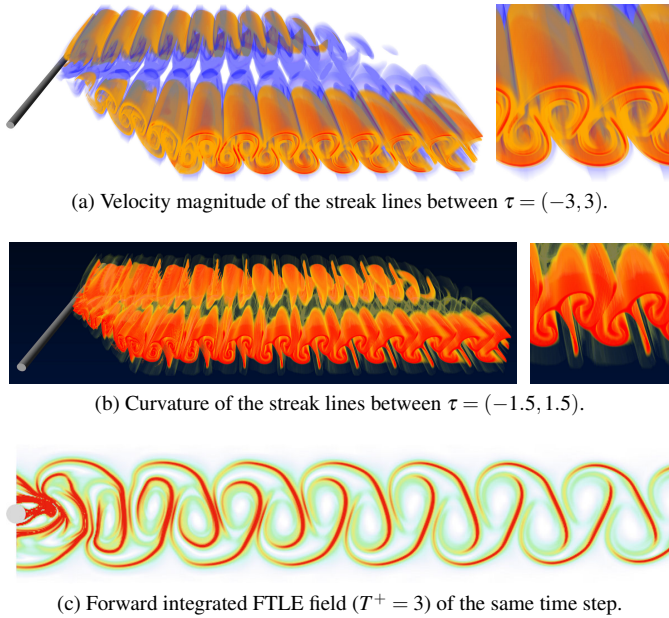 (a) Velocity magnitude of the streak lines between τ = (−3,3).
(b) Curvature of the streak lines between τ = (−1.5,1.5).
(c) Forward integrated FTLE field (T⁺ = 3) of the same time step.